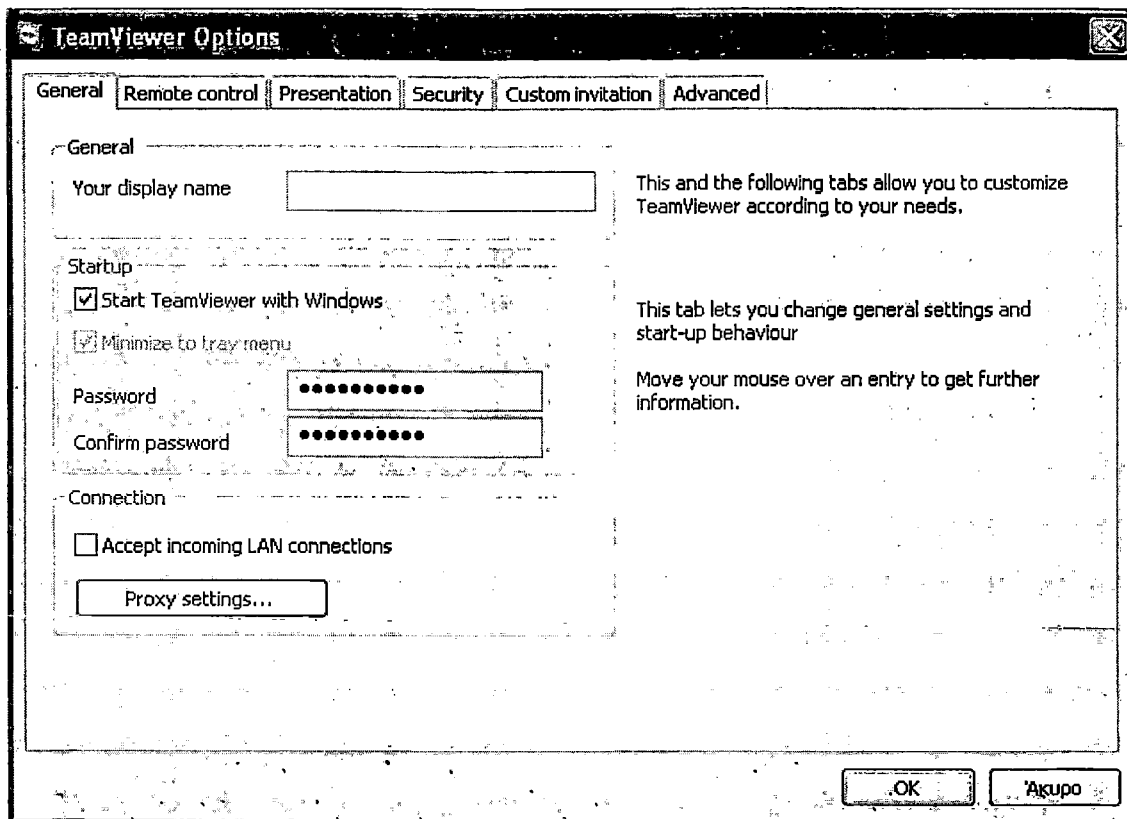 TeamViewer Options
General
Remote control
Presentation
Security
Custom invitation
Advanced
General
Your display name
This and the following tabs allow you to customize
TeamViewer according to your needs.
Startup
Start TeamViewer with Windows
Minimize to tray menu
This tab lets you change general settings and
start-up behaviour
Password
••••••••••
Move your mouse over an entry to get further
information.
Confirm password
••••••••••
Connection
Accept incoming LAN connections
Proxy settings...
OK
Άκυρο